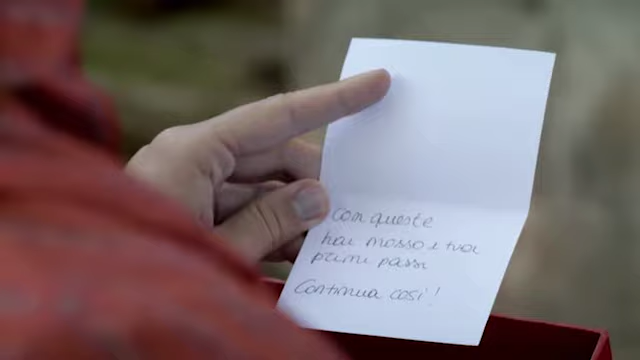 Con queste
hai mosso i tuoi
primi passi
Continua così!